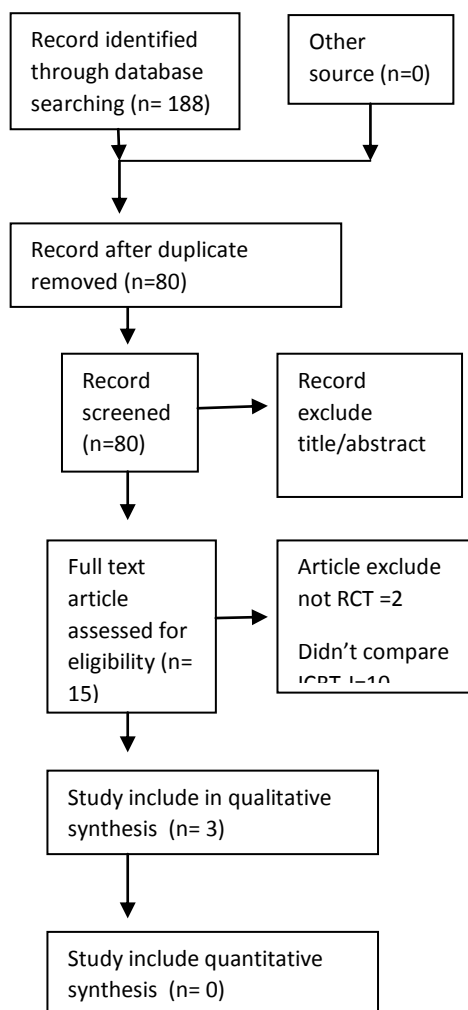 Record identified
through database
searching (n= 188)
Other
source (n=0)
Record after duplicate
removed (n=80)
Record
screened
(n=80)
Record
exclude
title/abstract
Full text
article
assessed for
eligibility (n=
15)
Article exclude
not RCT =2
Didn’t compare
Study include in qualitative
synthesis  (n= 3)
Study include quantitative
synthesis  (n= 0)